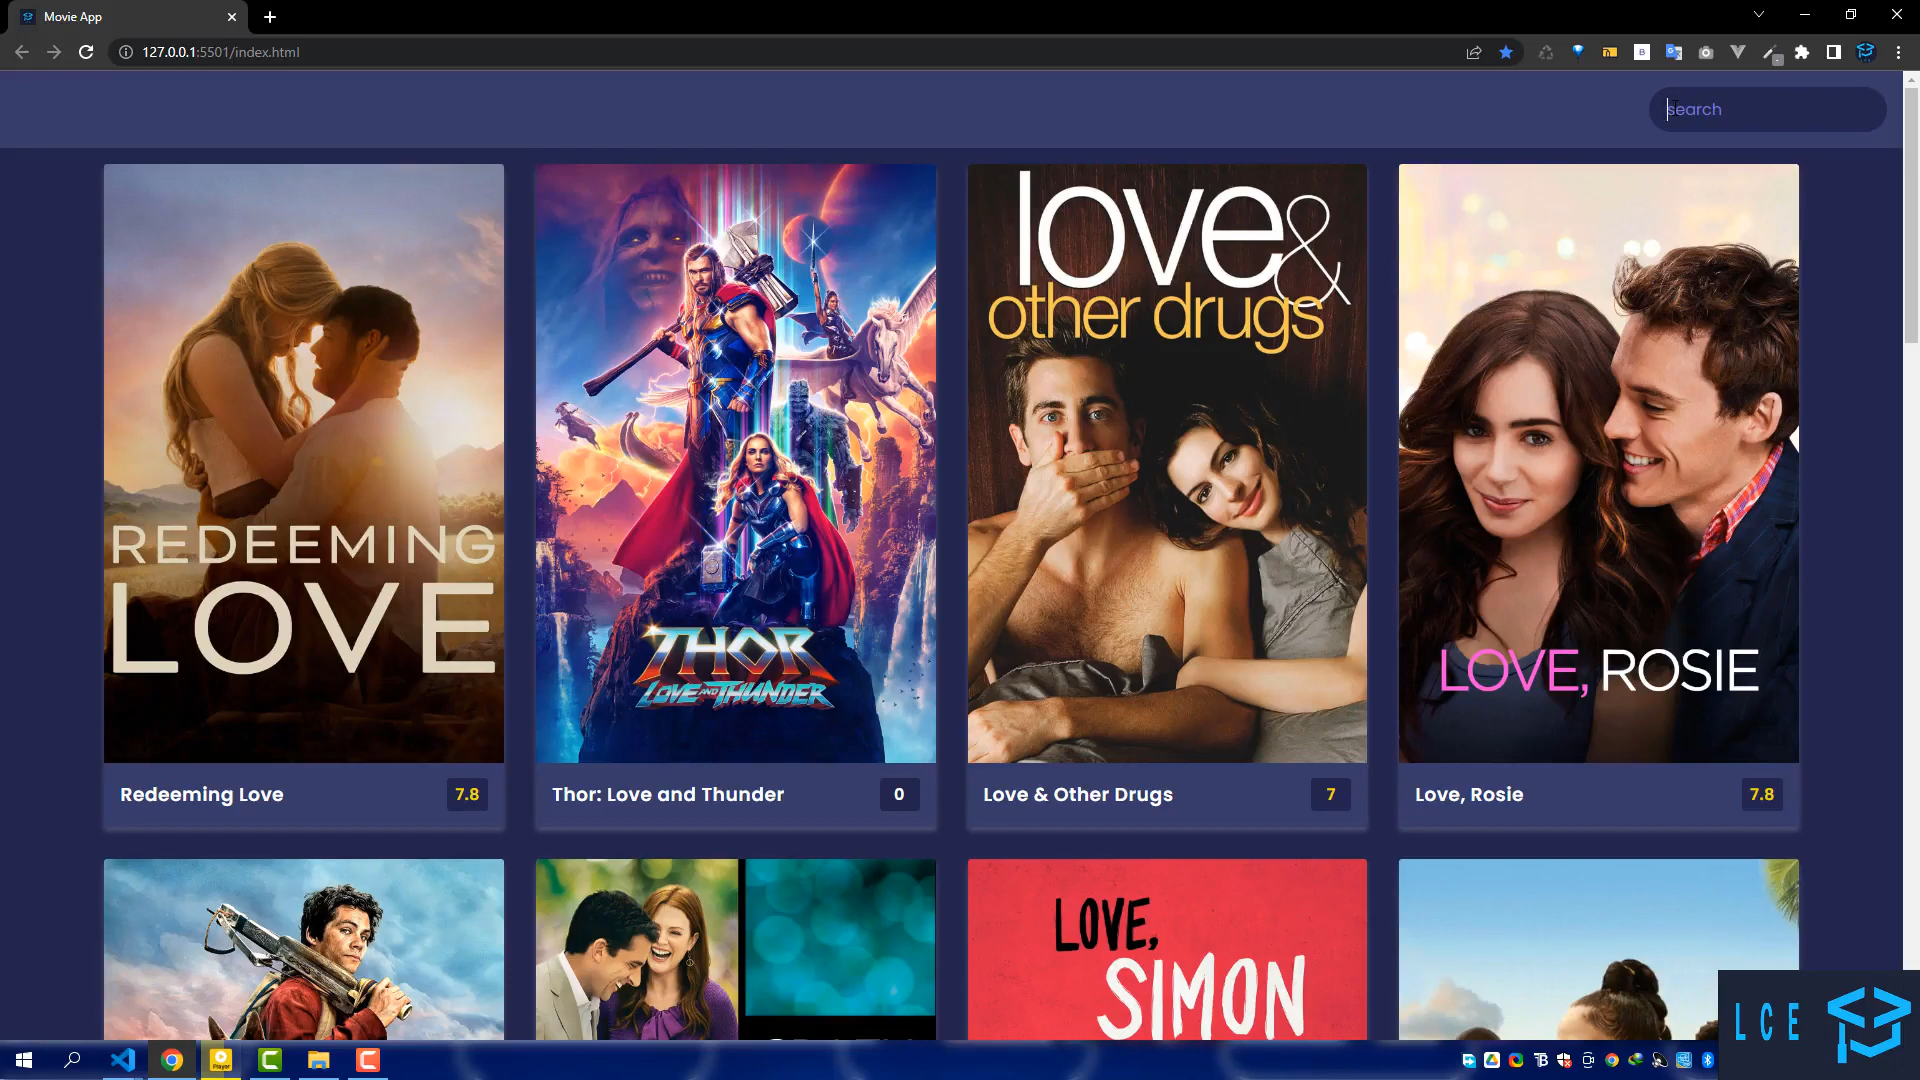 Movie App
127.0.0.1:5501/index.html
B
search
REDEEMING
LOVE
THOR
LOVE AND THUNDER
love &
other drugs
LOVE, ROSIE
Redeeming Love
7.8
Thor: Love and Thunder
0
Love & Other Drugs
7
Love, Rosie
7.8
LOVE,
SIMON
LCE
Player